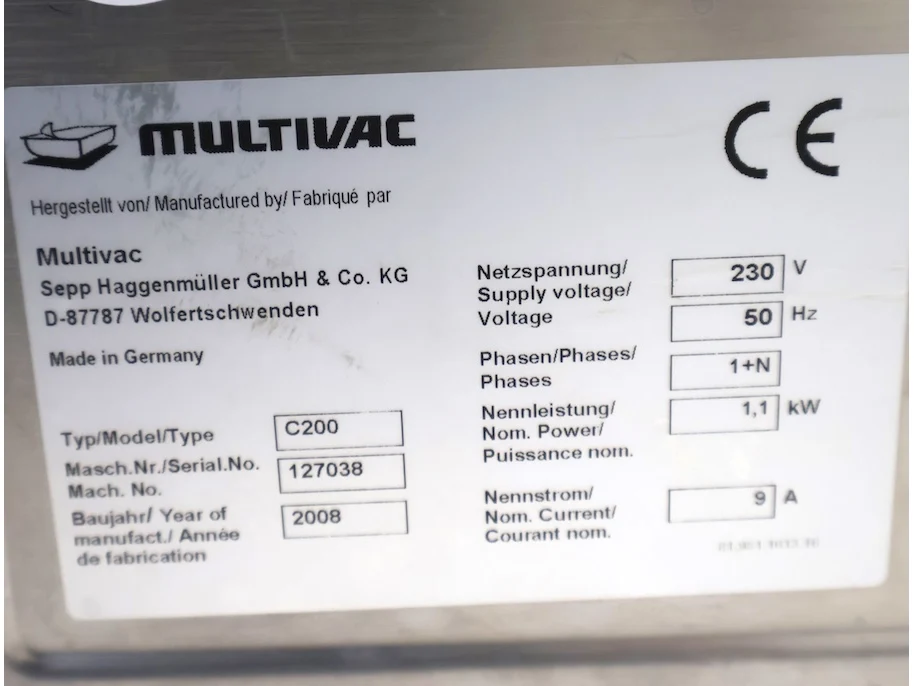 MULTIVAC
CE
Hergestellt von/ Manufactured by/ Fabriqué par
Multivac
Sepp Haggenmüller GmbH & Co. KG
D-87787 Wolfertschwenden
Made in Germany
Typ/Model/Type C200
Masch.Nr./Serial.No. 127038
Mach. No.
Baujahr/ Year of 2008
manufact./ Année
de fabrication
Netzspannung/ 230 V
Supply voltage/
Voltage 50 Hz
Phasen/Phases/ 1+N
Phases
Nennleistung/ 1,1 kW
Nom. Power/
Puissance nom.
Nennstrom/ 9 A
Nom. Current/
Courant nom.